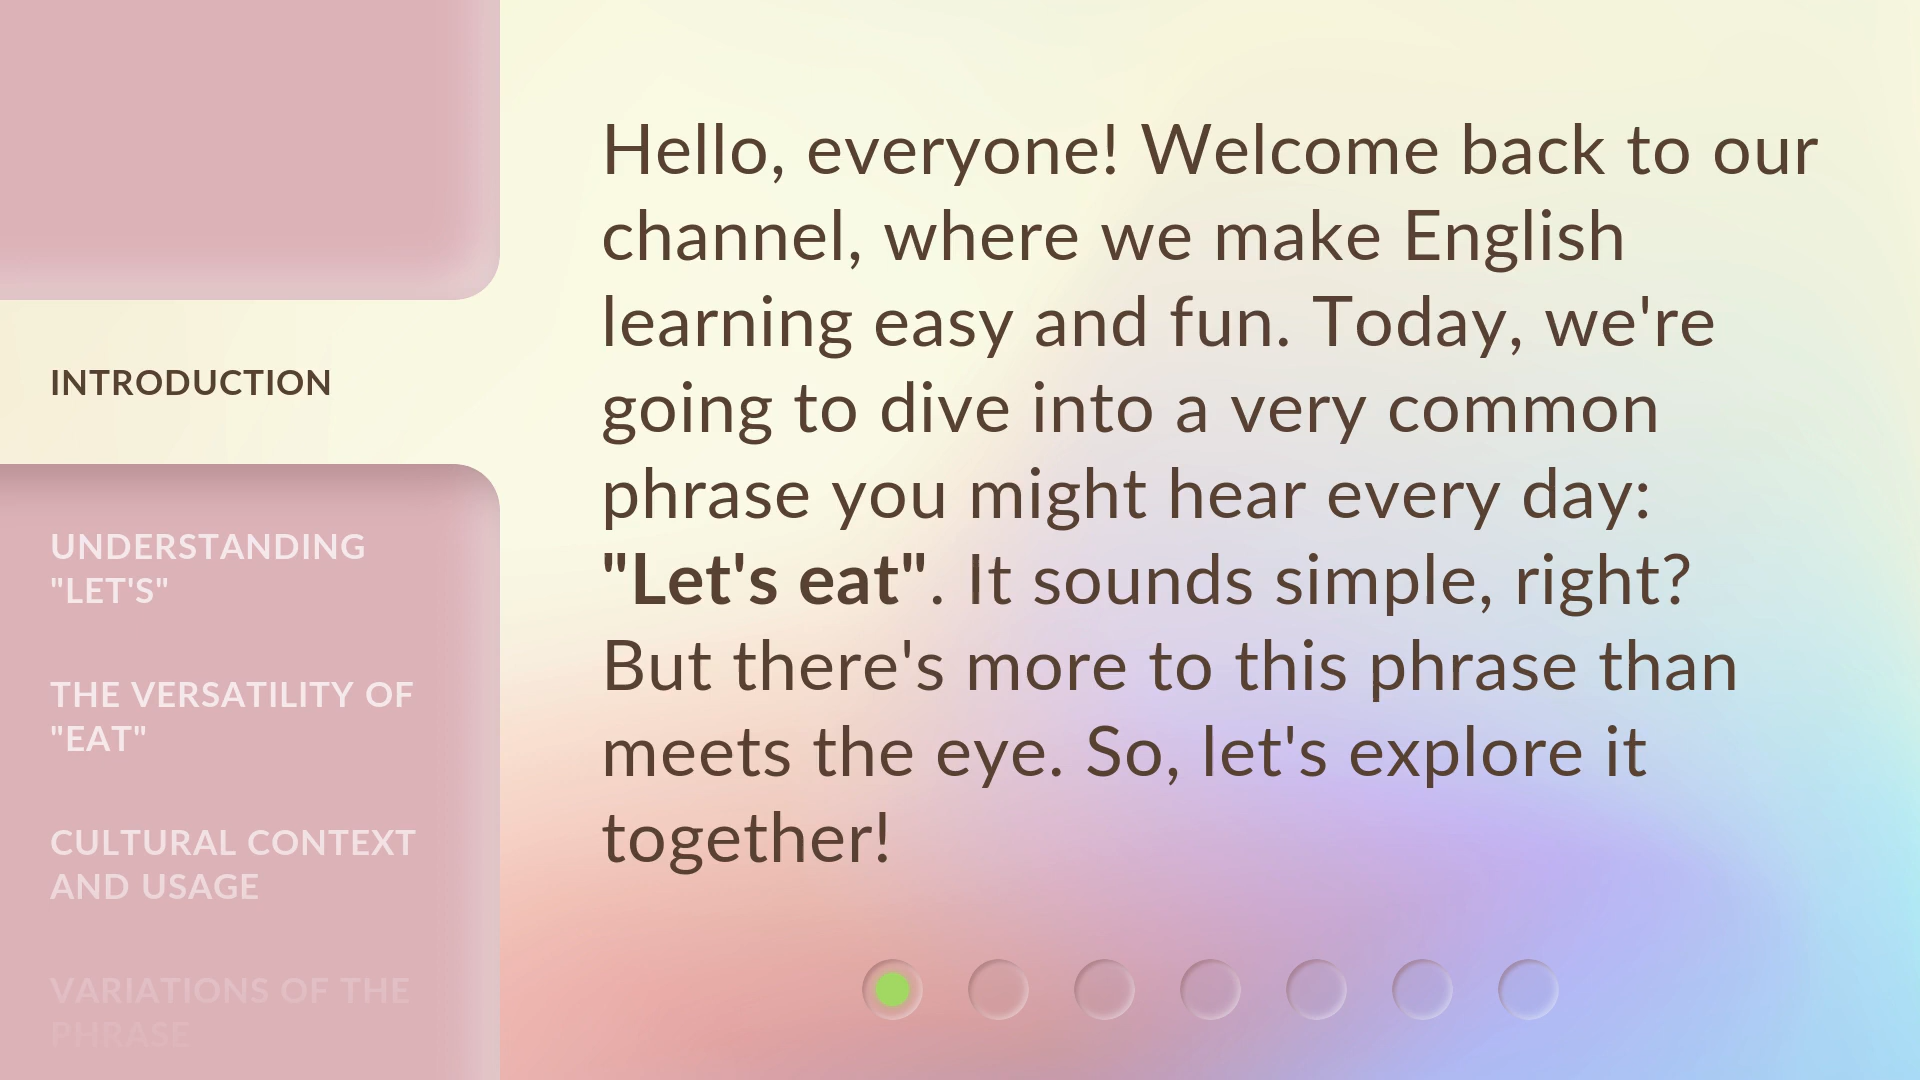 INTRODUCTION
UNDERSTANDING
"LET'S"
THE VERSATILITY OF
"EAT"
CULTURAL CONTEXT
AND USAGE
VARIATIONS OF THE
PHRASE
Hello, everyone! Welcome back to our
channel, where we make English
learning easy and fun. Today, we're
going to dive into a very common
phrase you might hear every day:
"Let's eat". It sounds simple, right?
But there's more to this phrase than
meets the eye. So, let's explore it
together!